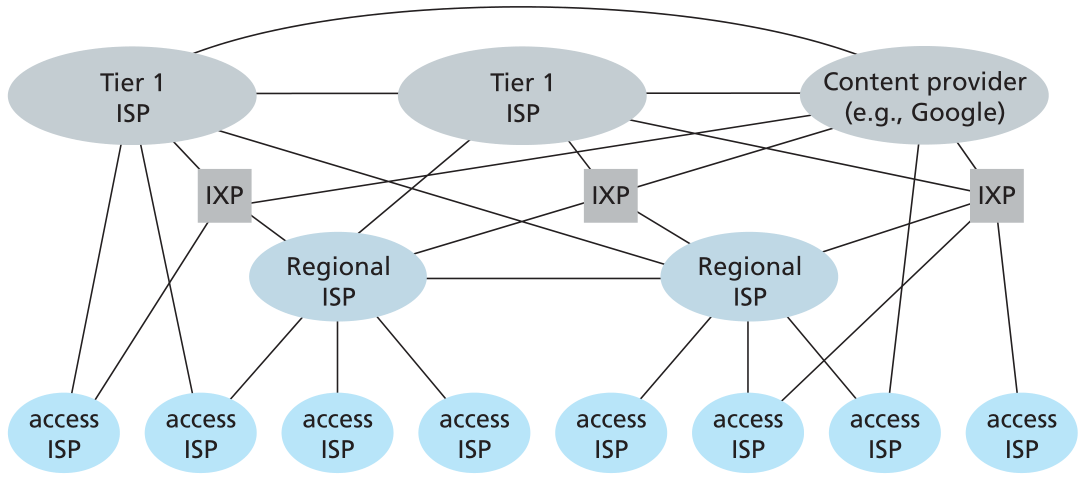 Tier 1
ISP
Tier 1
ISP
Content provider
(e.g., Google)
IXP
IXP
IXP
Regional
ISP
Regional
ISP
access
ISP
access
ISP
access
ISP
access
ISP
access
ISP
access
ISP
access
ISP
access
ISP